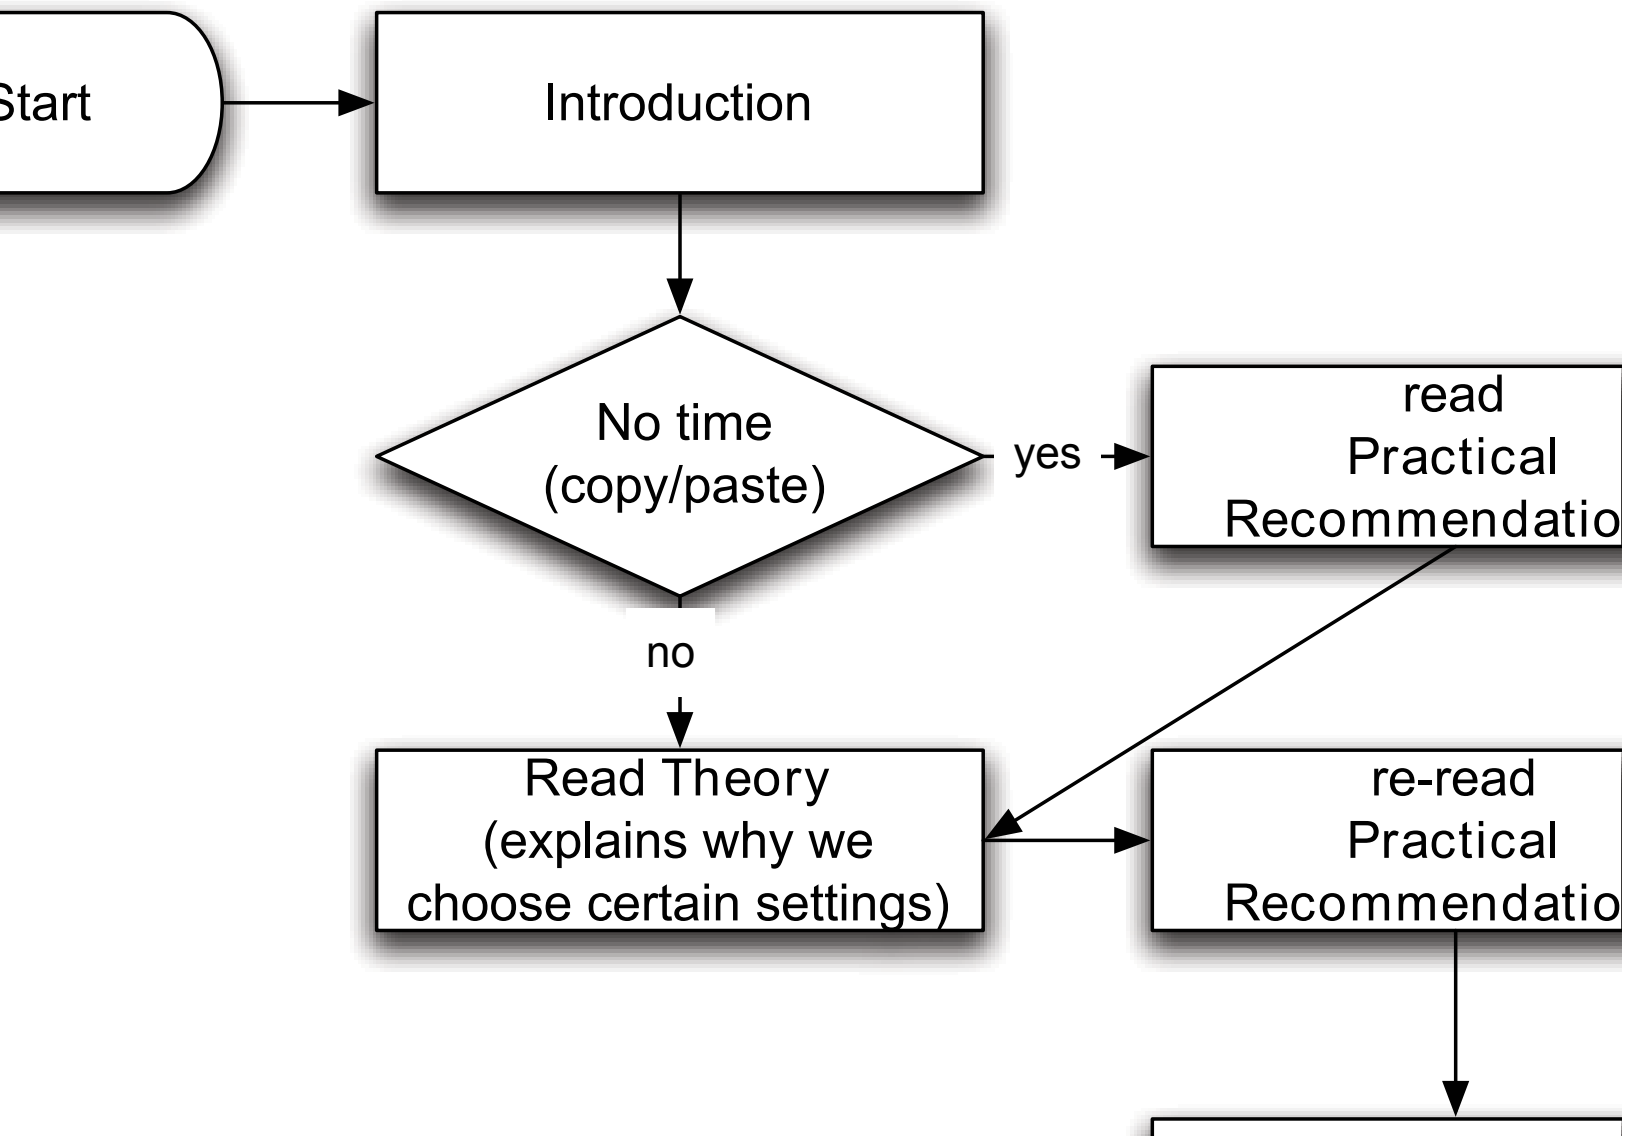 Start
Introduction
No time
(copy/paste)
yes
read
Practical
Recommendatio
no
Read Theory
(explains why we
choose certain settings)
re-read
Practical
Recommendatio